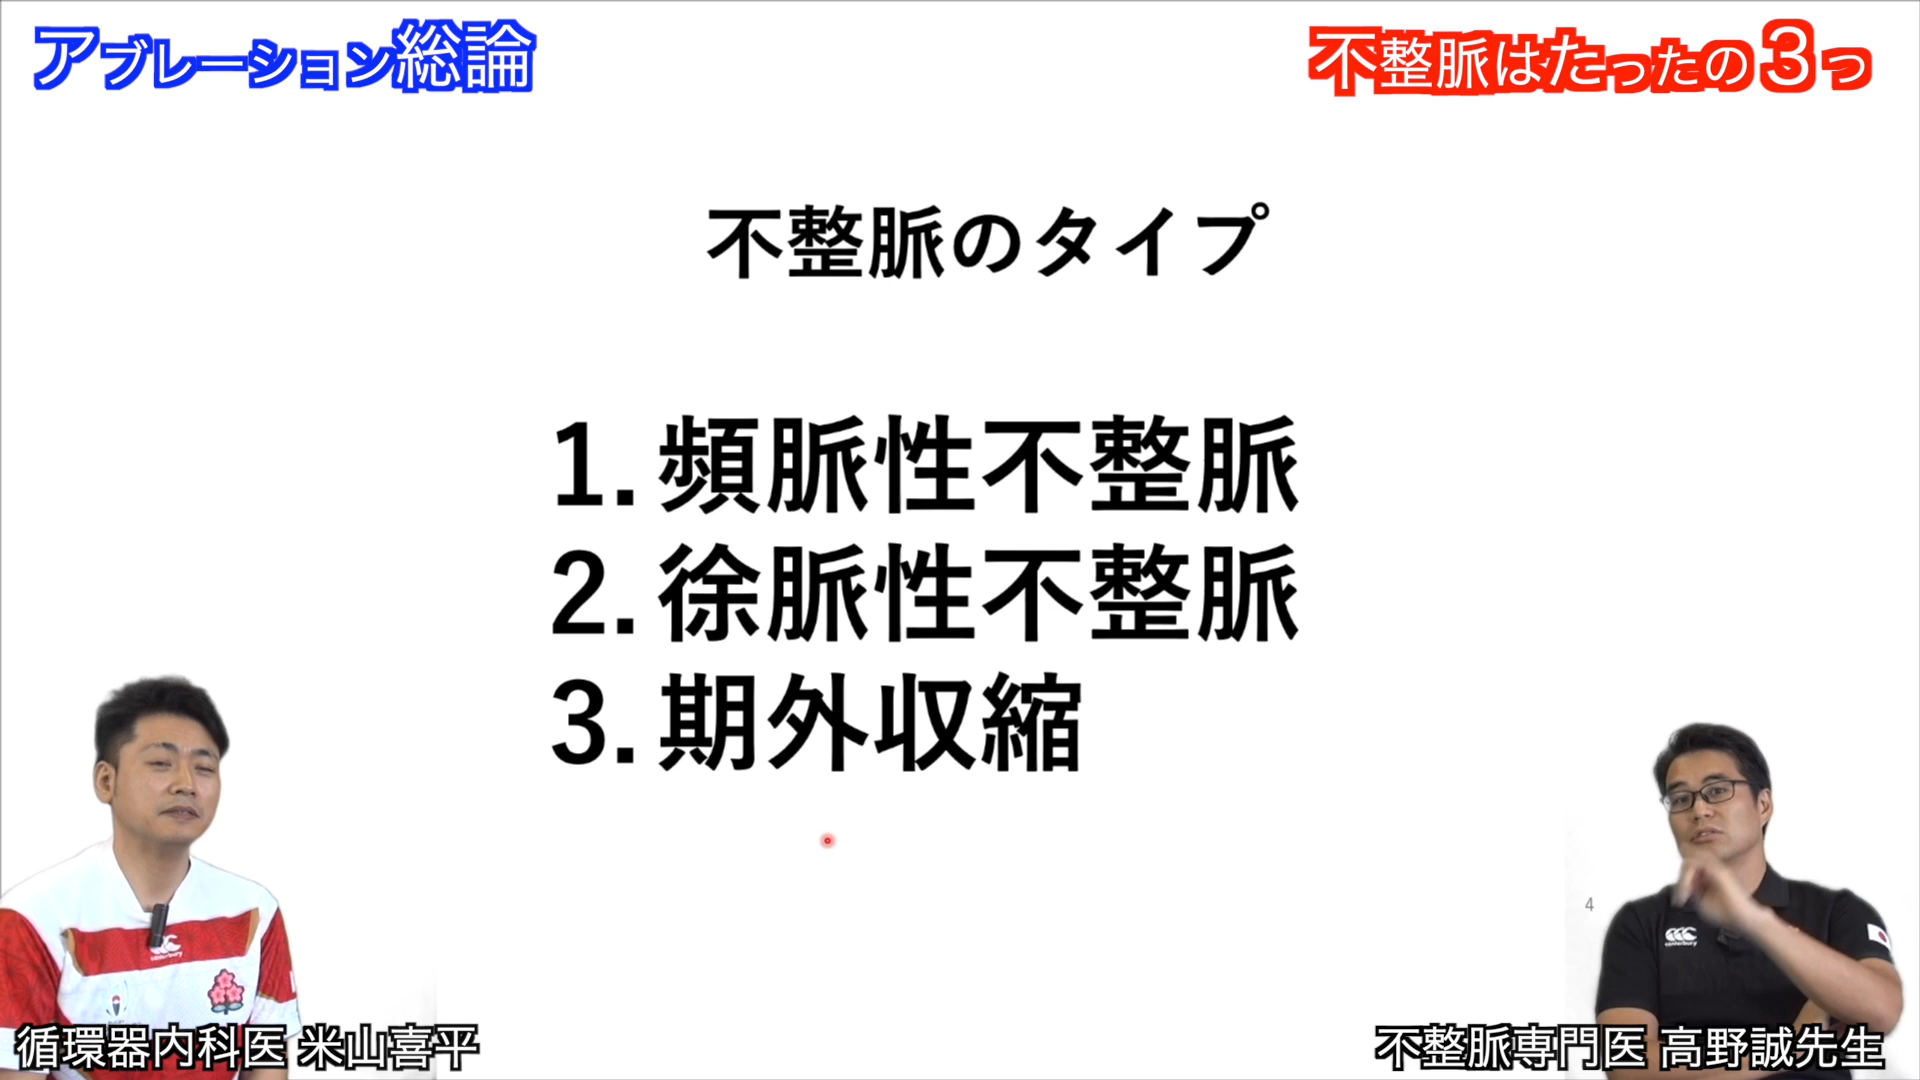 アブレーション総論
不整脈はたったの3つ
不整脈のタイプ
1. 頻脈性不整脈
2. 徐脈性不整脈
3. 期外収縮
4
canterbury
canterbury
循環器内科医 米山喜平
不整脈専門医 高野誠先生